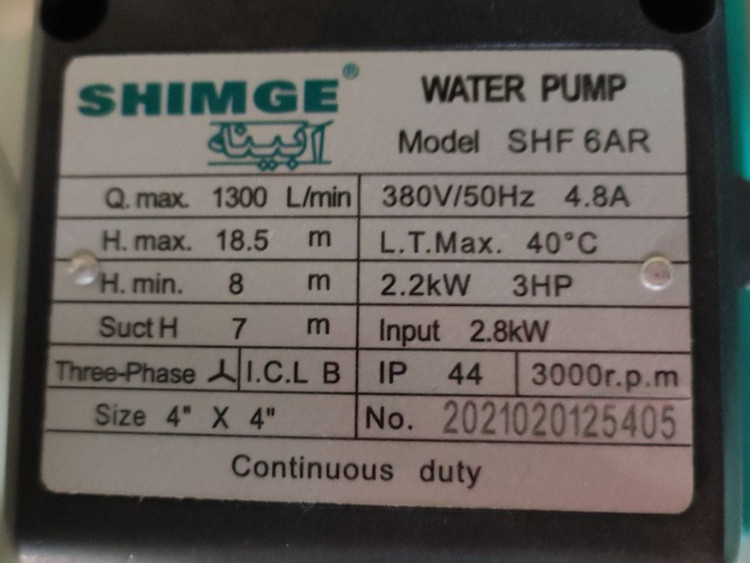 SHIMGE®
آبینه
WATER PUMP
Model SHF 6AR
Q. max. 1300 L/min 380V/50Hz 4.8A
H. max. 18.5 m L.T.Max. 40°C
H. min. 8 m 2.2kW 3HP
Suct H 7 m Input 2.8kW
Three-Phase I.C.L B IP 44 3000r.p.m
Size 4" X 4" No. 2021020125405
Continuous duty